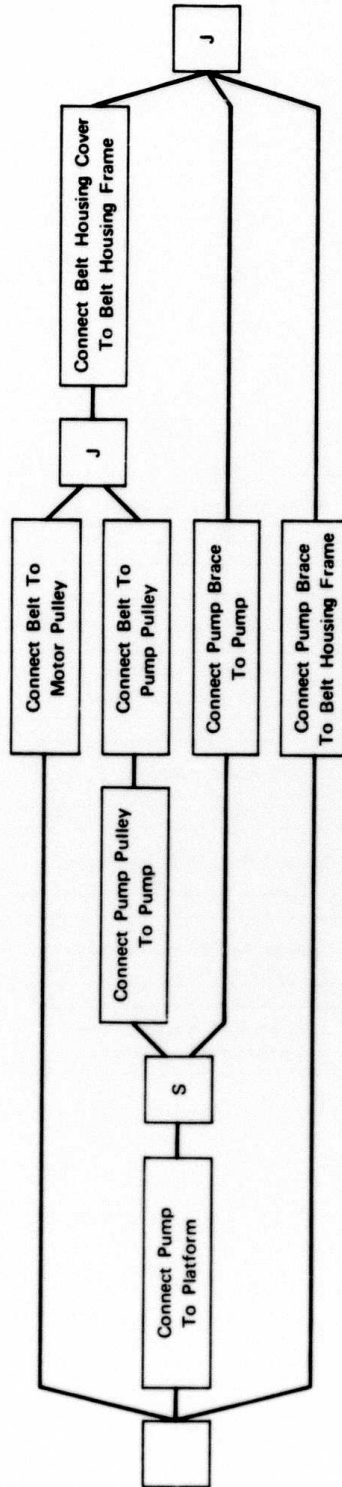 Connect Pump
To Platform
S
Connect Pump Pulley
To Pump
Connect Belt To
Motor Pulley
Connect Belt To
Pump Pulley
Connect Pump Brace
To Pump
Connect Pump Brace
To Belt Housing Frame
J
Connect Belt Housing Cover
To Belt Housing Frame
J